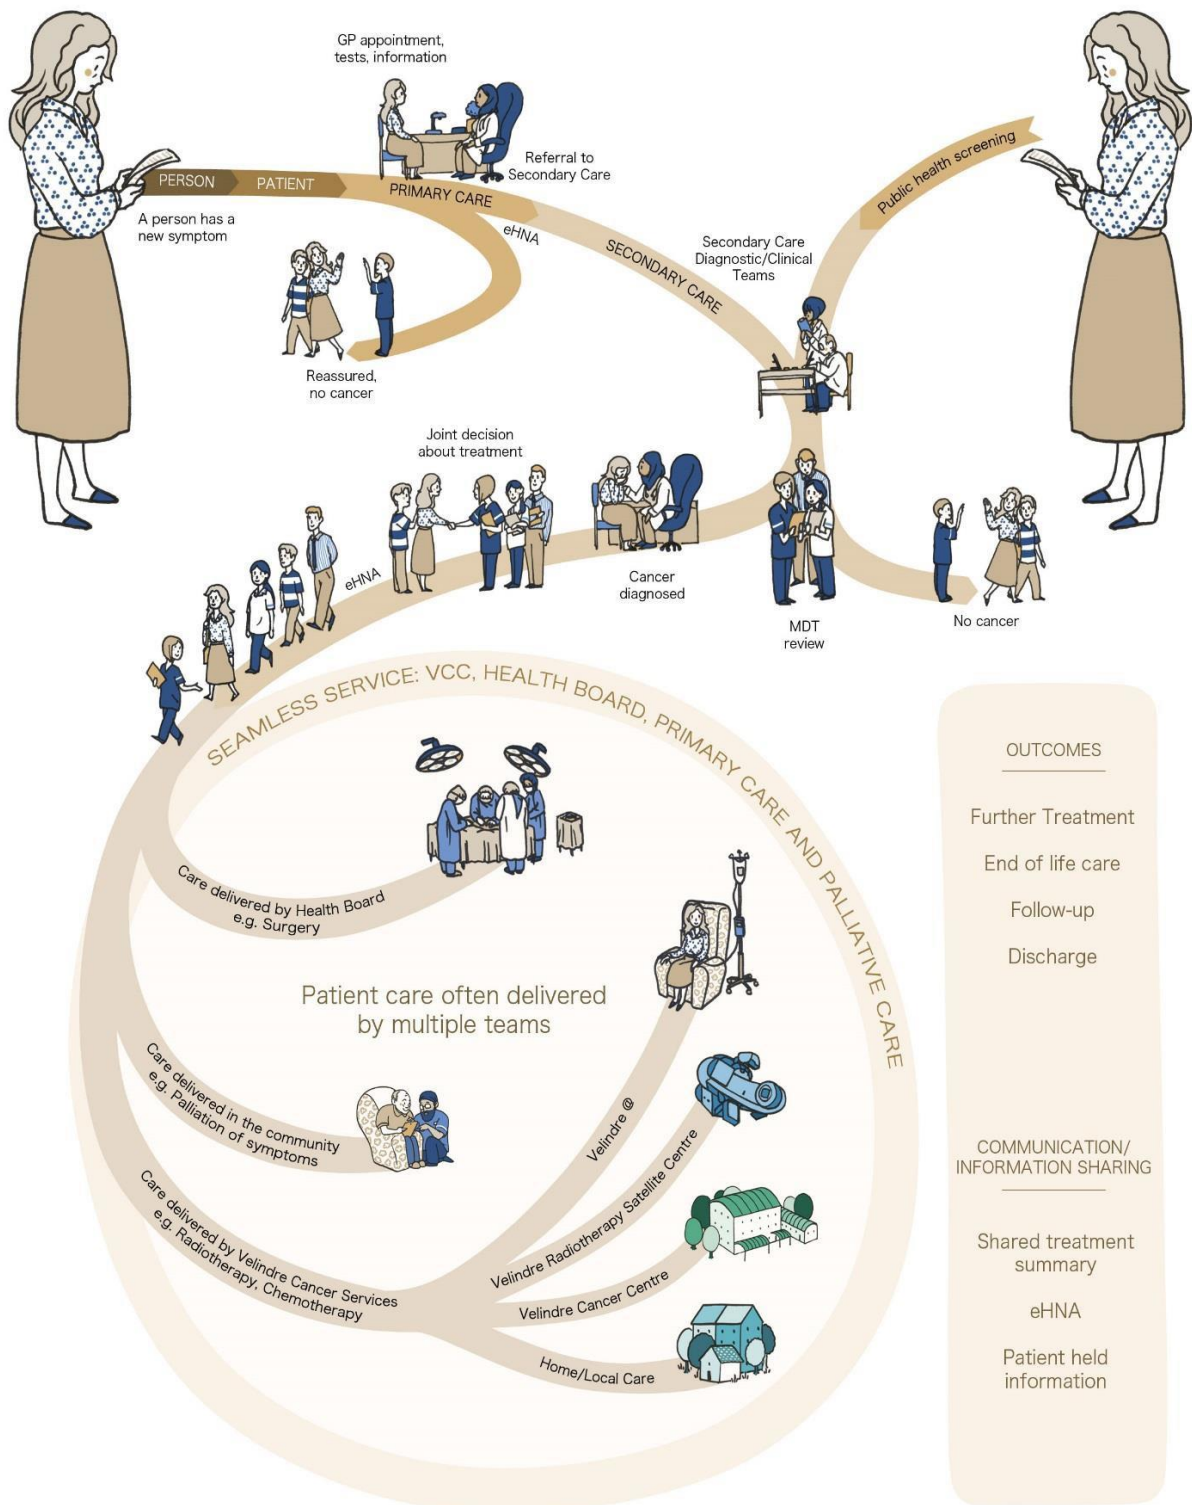 GP appointment,
tests, information
Referral to
Secondary Care
PERSON
PATIENT
PRIMARY CARE
A person has a
new symptom
eHNA
SECONDARY CARE
Public health screening
Secondary Care
Diagnostic/Clinical
Teams
Reassured,
no cancer
Joint decision
about treatment
eHNA
Cancer
diagnosed
MDT
review
No cancer
SEAMLESS SERVICE: VCC, HEALTH BOARD, PRIMARY CARE AND PALLIATIVE CARE
Care delivered by Health Board
e.g. Surgery
Patient care often delivered
by multiple teams
Care delivered in the community
e.g. Palliation of symptoms
Care delivered by Velindre Cancer Services
e.g. Radiotherapy, Chemotherapy
Velindre @
Velindre Radiotherapy Satellite Centre
Velindre Cancer Centre
Home/Local Care
OUTCOMES
Further Treatment
End of life care
Follow-up
Discharge
COMMUNICATION/
INFORMATION SHARING
Shared treatment
summary
eHNA
Patient held
information